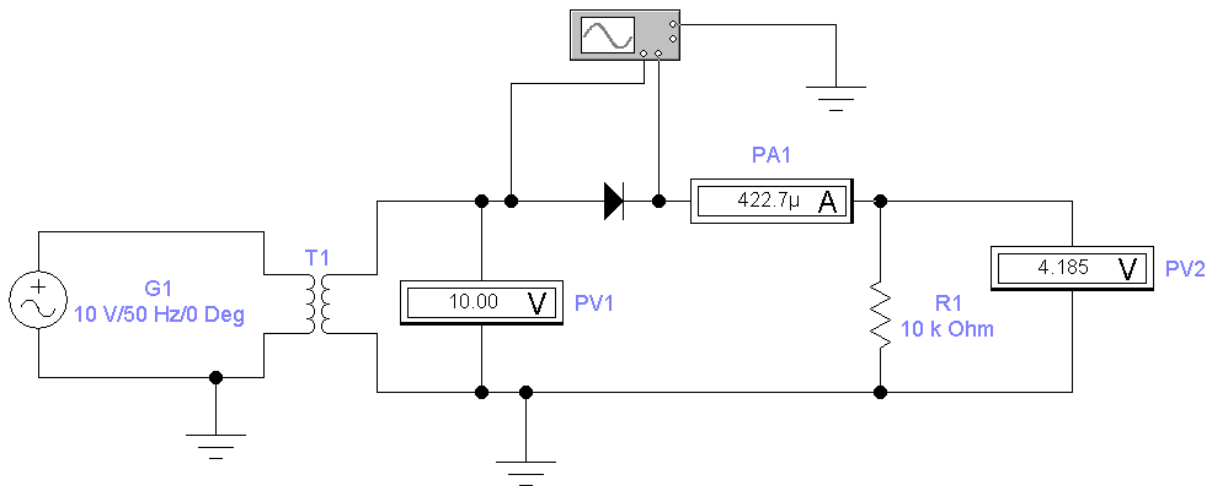 PA1
422.7µ A
T1
G1
10 V/50 Hz/0 Deg
10.00 V
PV1
4.185 V
PV2
R1
10 k Ohm